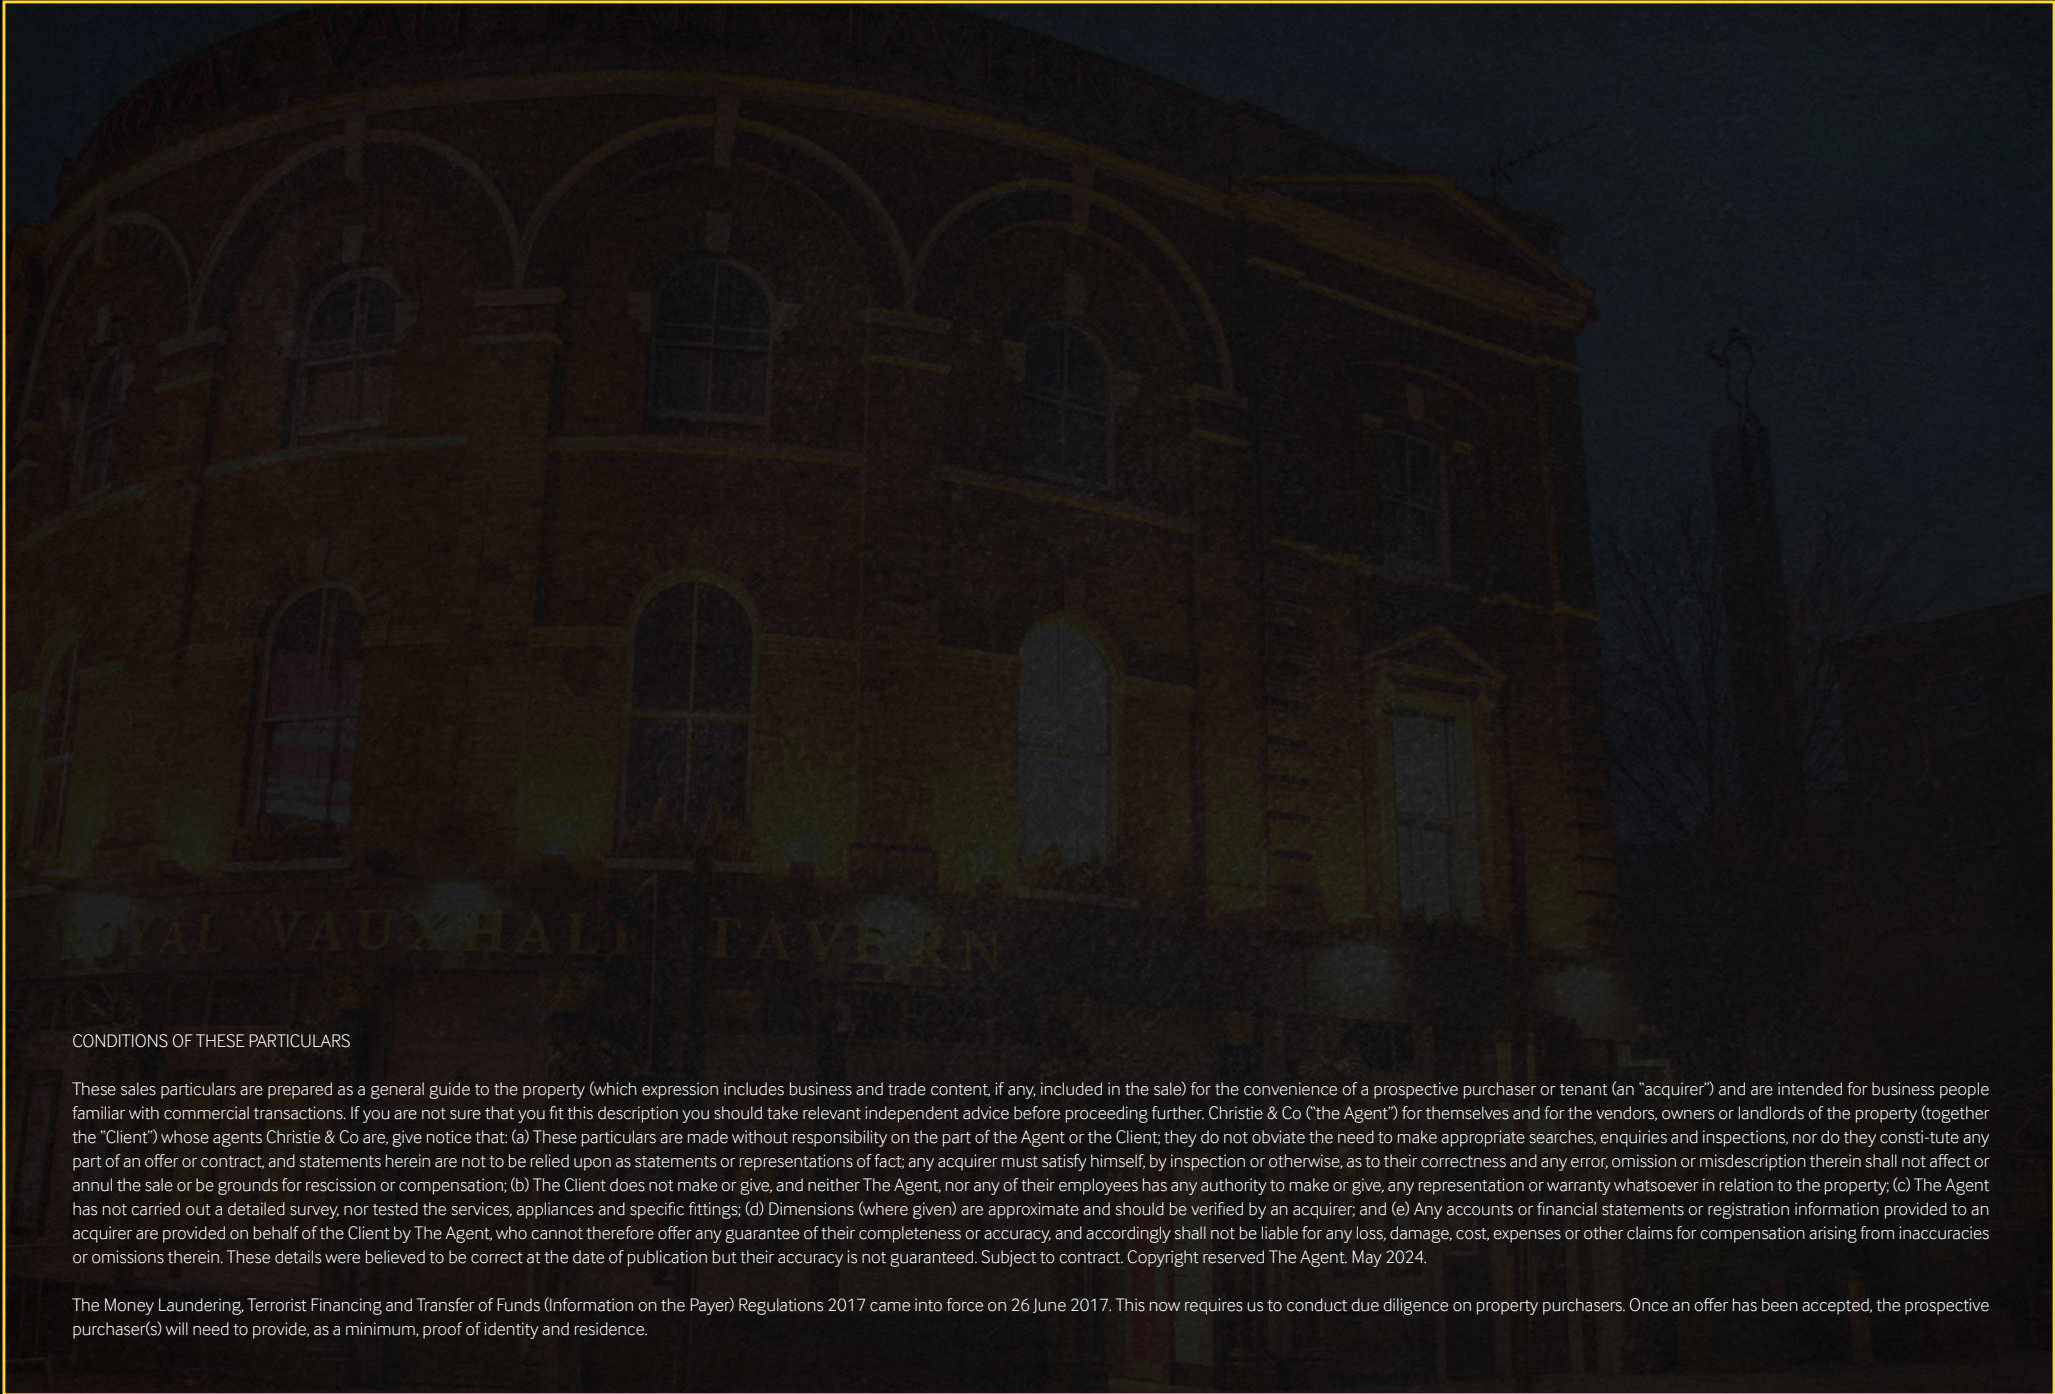 ROYAL VAUXHALL TAVERN
CONDITIONS OF THESE PARTICULARS
These sales particulars are prepared as a general guide to the property (which expression includes business and trade content, if any, included in the sale) for the convenience of a prospective purchaser or tenant (an “acquirer”) and are intended for business people
familiar with commercial transactions. If you are not sure that you fit this description you should take relevant independent advice before proceeding further. Christie & Co (“the Agent”) for themselves and for the vendors, owners or landlords of the property (together
the “Client”) whose agents Christie & Co are, give notice that: (a) These particulars are made without responsibility on the part of the Agent or the Client; they do not obviate the need to make appropriate searches, enquiries and inspections, nor do they consti-tute any
part of an offer or contract, and statements herein are not to be relied upon as statements or representations of fact; any acquirer must satisfy himself, by inspection or otherwise, as to their correctness and any error, omission or misdescription therein shall not affect or
annul the sale or be grounds for rescission or compensation; (b) The Client does not make or give, and neither The Agent, nor any of their employees has any authority to make or give, any representation or warranty whatsoever in relation to the property; (c) The Agent
has not carried out a detailed survey, nor tested the services, appliances and specific fittings; (d) Dimensions (where given) are approximate and should be verified by an acquirer; and (e) Any accounts or financial statements or registration information provided to an
acquirer are provided on behalf of the Client by The Agent, who cannot therefore offer any guarantee of their completeness or accuracy, and accordingly shall not be liable for any loss, damage, cost, expenses or other claims for compensation arising from inaccuracies
or omissions therein. These details were believed to be correct at the date of publication but their accuracy is not guaranteed. Subject to contract. Copyright reserved The Agent. May 2024.
The Money Laundering, Terrorist Financing and Transfer of Funds (Information on the Payer) Regulations 2017 came into force on 26 June 2017. This now requires us to conduct due diligence on property purchasers. Once an offer has been accepted, the prospective
purchaser(s) will need to provide, as a minimum, proof of identity and residence.